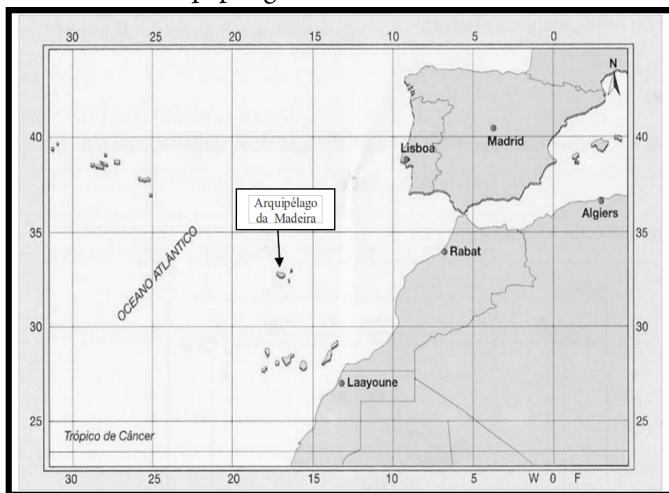 30 25 20 15 10 5 0
N
40 40
Madrid
Lisboa
Arquipélago
da Madeira
Algiers
35 35
OCEANO ATLÂNTICO
Rabat
30 30
Laayoune
25 25
Trópico de Câncer
30 25 20 15 10 5 W 0 F